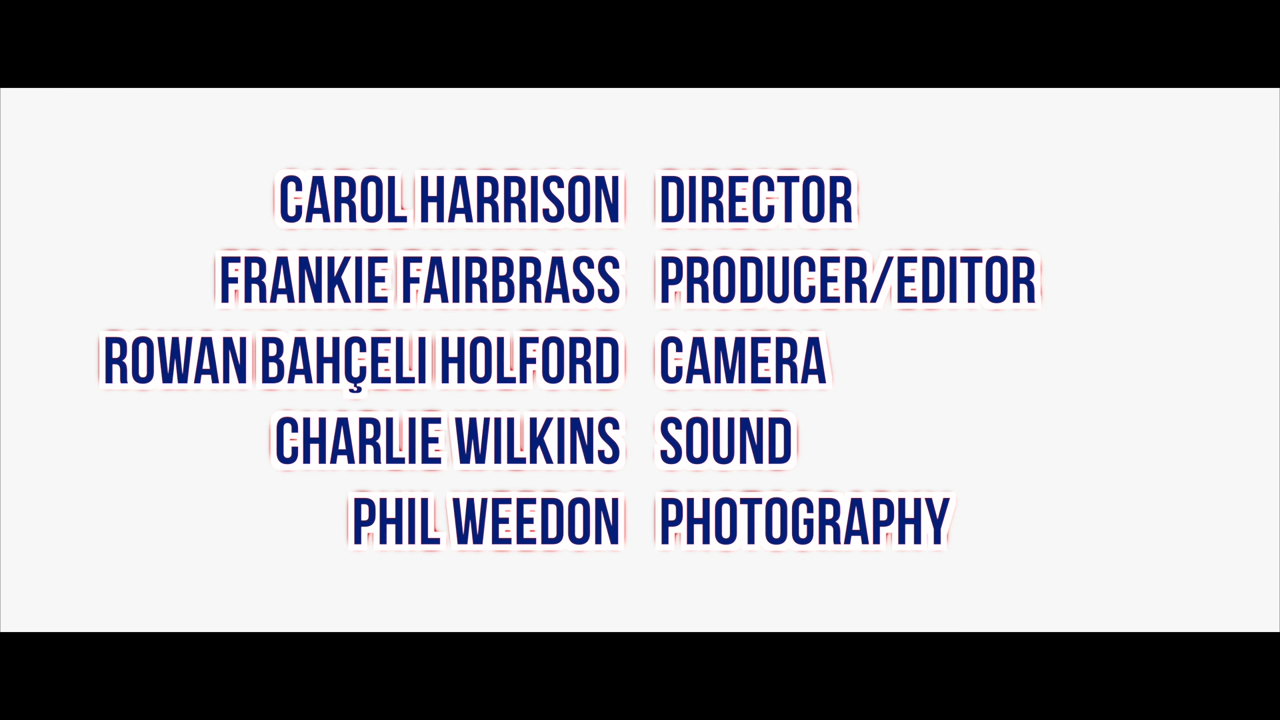 CAROL HARRISON DIRECTOR
FRANKIE FAIRBRASS PRODUCER/EDITOR
ROWAN BAHÇELI HOLFORD CAMERA
CHARLIE WILKINS SOUND
PHIL WEEDON PHOTOGRAPHY